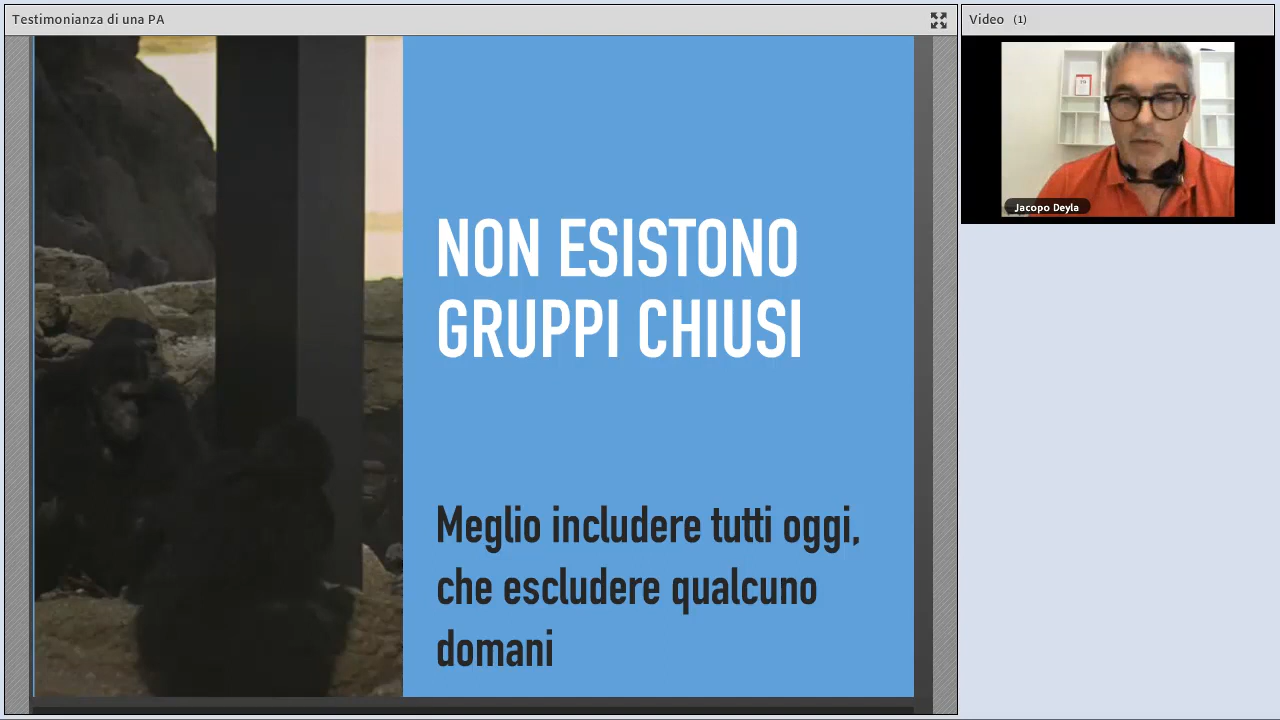 Testimonianza di una PA
Video (1)
Jacopo Deyla
NON ESISTONO
GRUPPI CHIUSI
Meglio includere tutti oggi,
che escludere qualcuno
domani